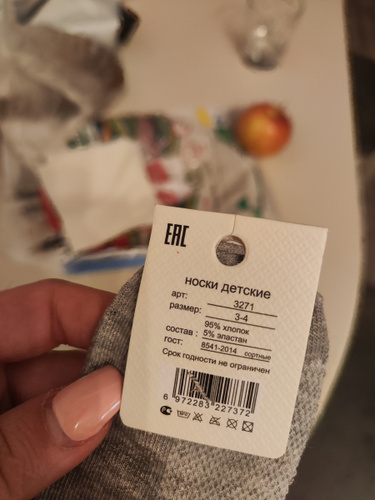 EAC
НОСКИ ДЕТСКИЕ
арт: 3271
размер: 3-4
95% хлопок
состав : 5% эластан
гост: 8541-2014 сортные
Срок годности не ограничен
6 972283 227372